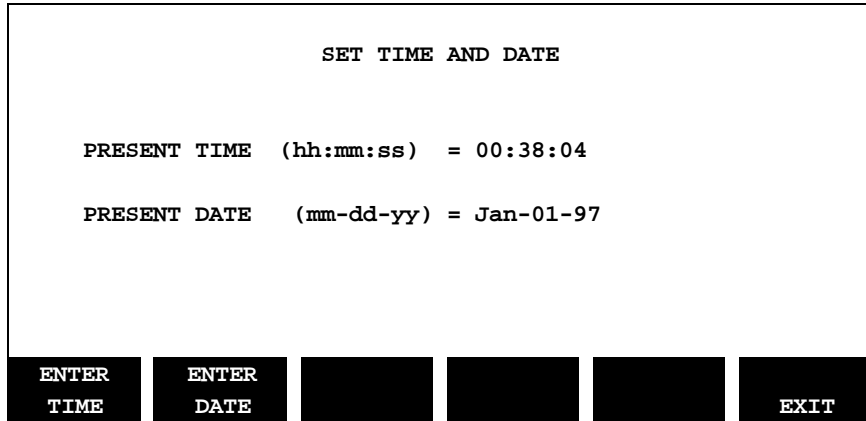 SET TIME AND DATE
PRESENT TIME (hh:mm:ss) = 00:38:04
PRESENT DATE (mm-dd-yy) = Jan-01-97
ENTER TIME
ENTER DATE
EXIT